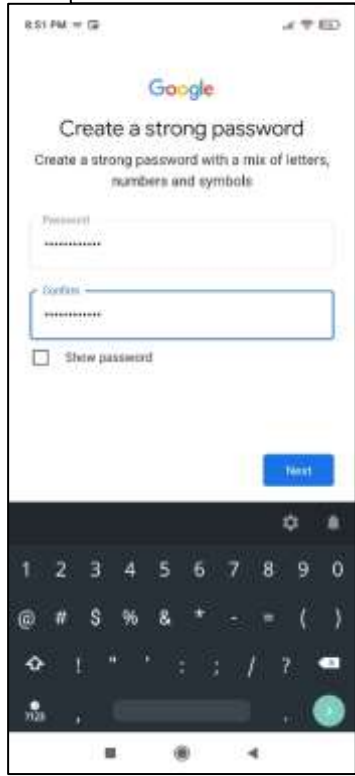 8:51 PM
Google
Create a strong password
Create a strong password with a mix of letters,
numbers and symbols
Password
Confirm
Show password
Next
1 2 3 4 5 6 7 8 9 0
@ # $ % & * - = ( )
! " ' : ; / ?
, .